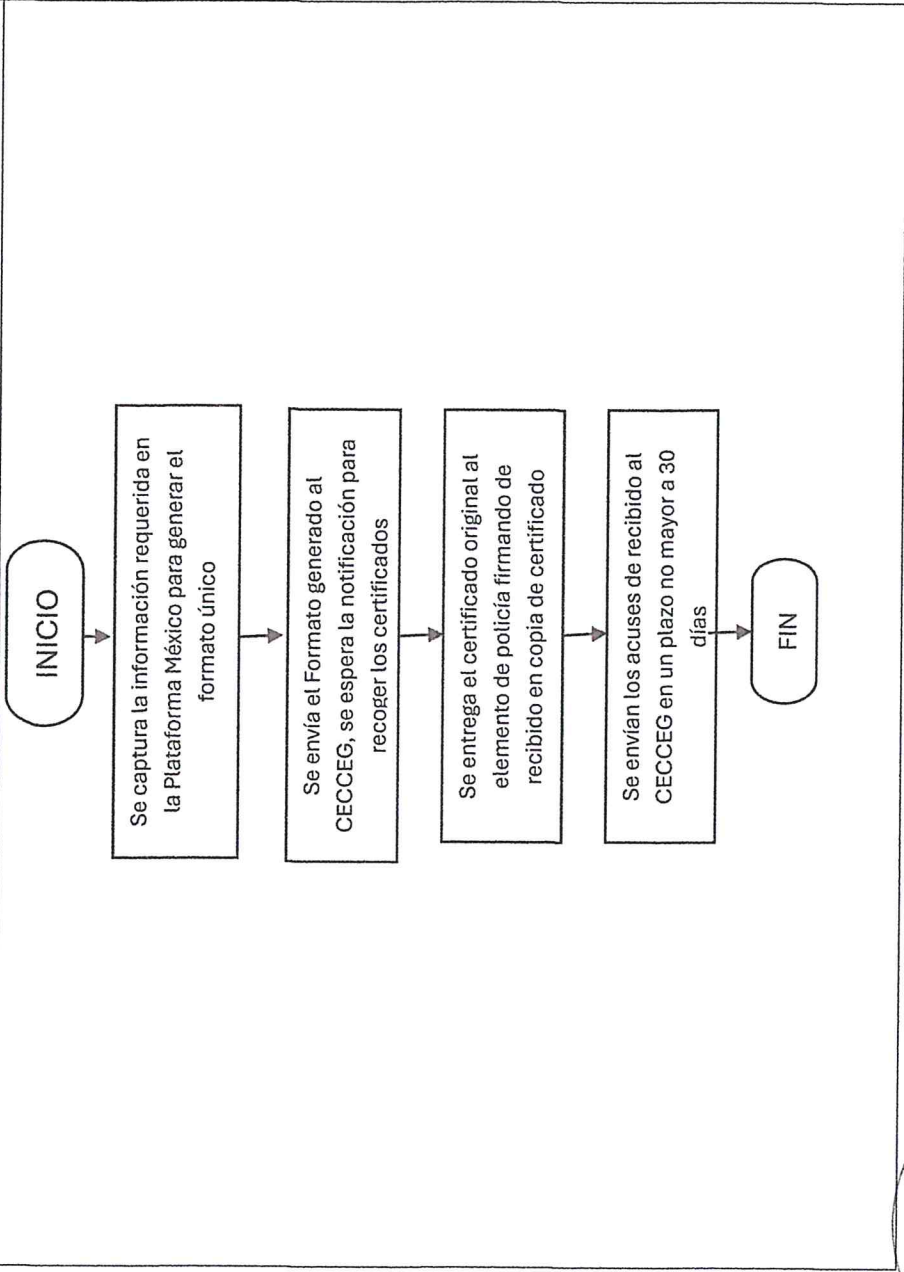 INICIO
Se captura la información requerida en
la Plataforma México para generar el
formato único
Se envía el Formato generado al
CECCEG, se espera la notificación para
recoger los certificados
Se entrega el certificado original al
elemento de policía firmando de
recibido en copia de certificado
Se envían los acuses de recibido al
CECCEG en un plazo no mayor a 30
días
FIN